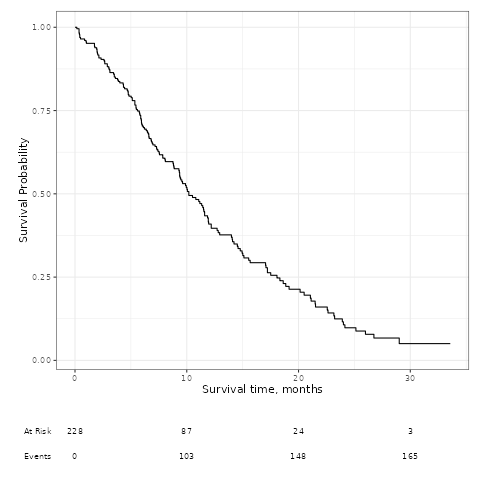 1.00
0.75
0.50
0.25
0.00
Survival Probability
0 10 20 30
Survival time, months
At Risk 228 87 24 3
Events 0 103 148 165